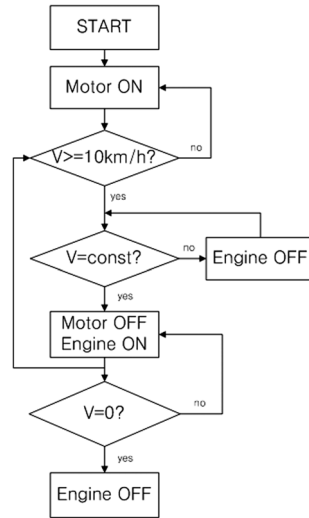 START
Motor ON
V>=10km/h?
no
yes
V=const?
no
Engine OFF
yes
Motor OFF
Engine ON
V=0?
no
yes
Engine OFF